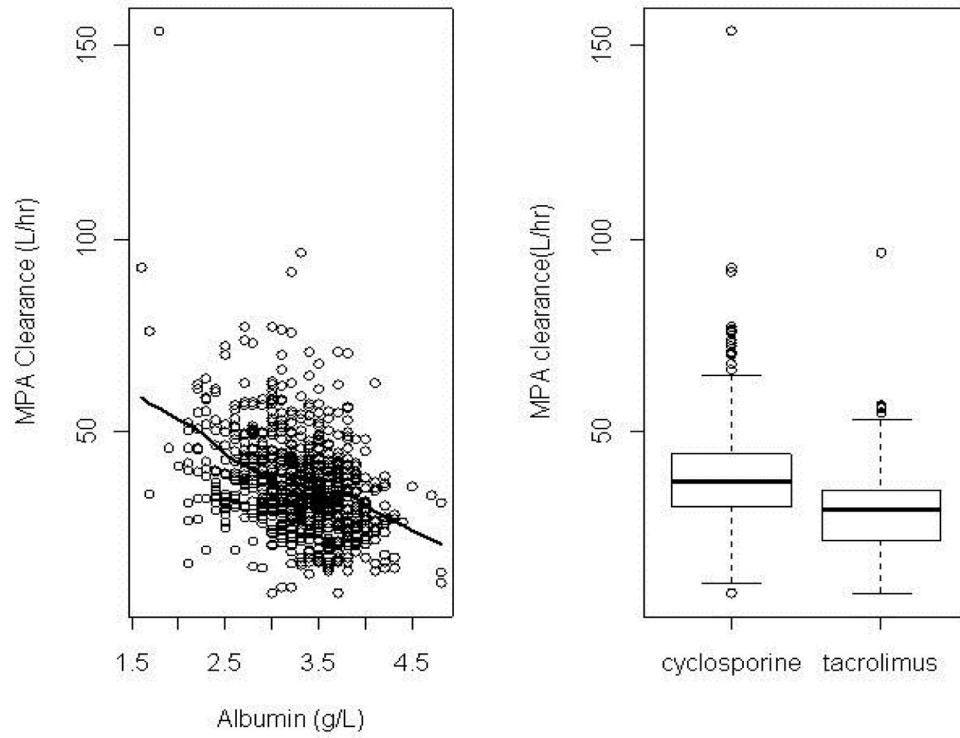 MPA Clearance (L/hr)
150
100
50
1.5 2.5 3.5 4.5
Albumin (g/L)
MPA clearance(L/hr)
150
100
50
cyclosporine tacrolimus